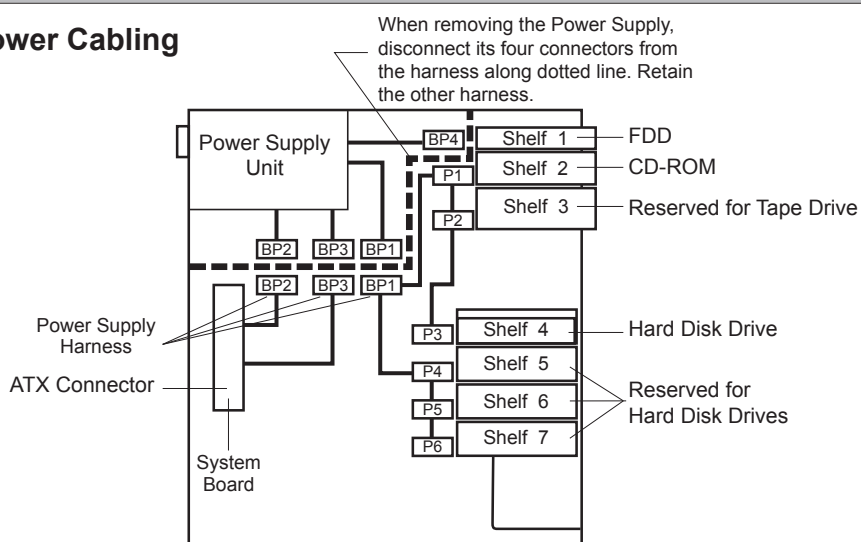 ower Cabling
When removing the Power Supply,
disconnect its four connectors from
the harness along dotted line. Retain
the other harness.
Power Supply
Unit
BP4
Shelf 1
FDD
P1
Shelf 2
CD-ROM
P2
Shelf 3
Reserved for Tape Drive
BP2
BP3
BP1
BP2
BP3
BP1
Power Supply
Harness
P3
Shelf 4
Hard Disk Drive
ATX Connector
P4
Shelf 5
P5
Shelf 6
Reserved for
Hard Disk Drives
P6
Shelf 7
System
Board